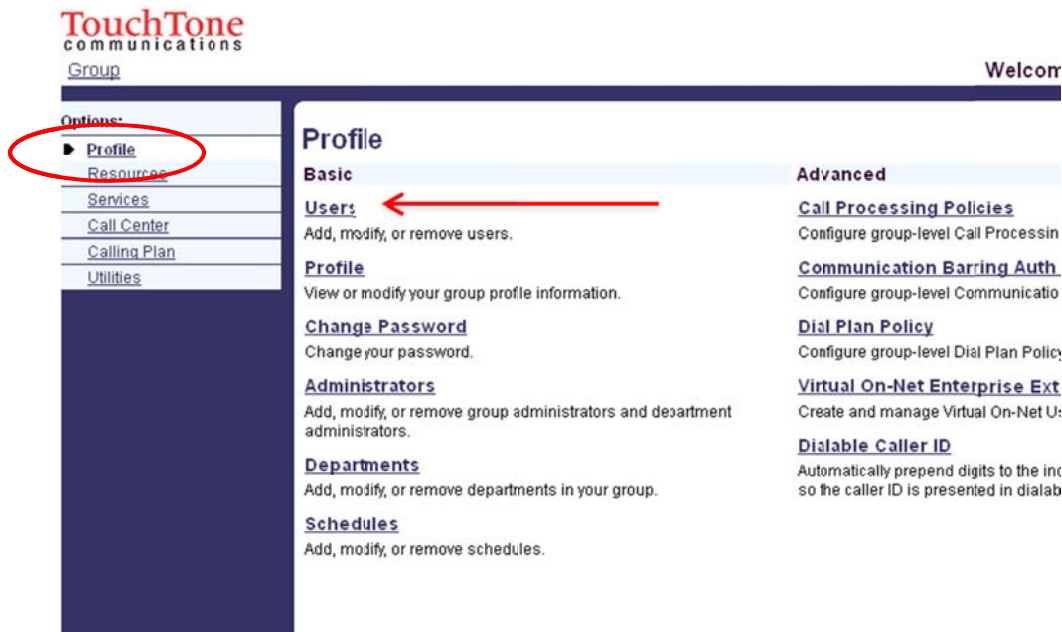 TouchTone
communications
Group
Welcom
Options:
Profile
Resources
Services
Call Center
Calling Plan
Utilities
Profile
Basic
Users
Add, modify, or remove users.
Profile
View or modify your group profile information.
Change Password
Change your password.
Administrators
Add, modify, or remove group administrators and department
administrators.
Departments
Add, modify, or remove departments in your group.
Schedules
Add, modify, or remove schedules.
Advanced
Call Processing Policies
Configure group-level Call Processin
Communication Barring Auth
Configure group-level Communicatio
Dial Plan Policy
Configure group-level Dial Plan Policy
Virtual On-Net Enterprise Ext
Create and manage Virtual On-Net Us
Dialable Caller ID
Automatically prepend digits to the inc
so the caller ID is presented in dialab